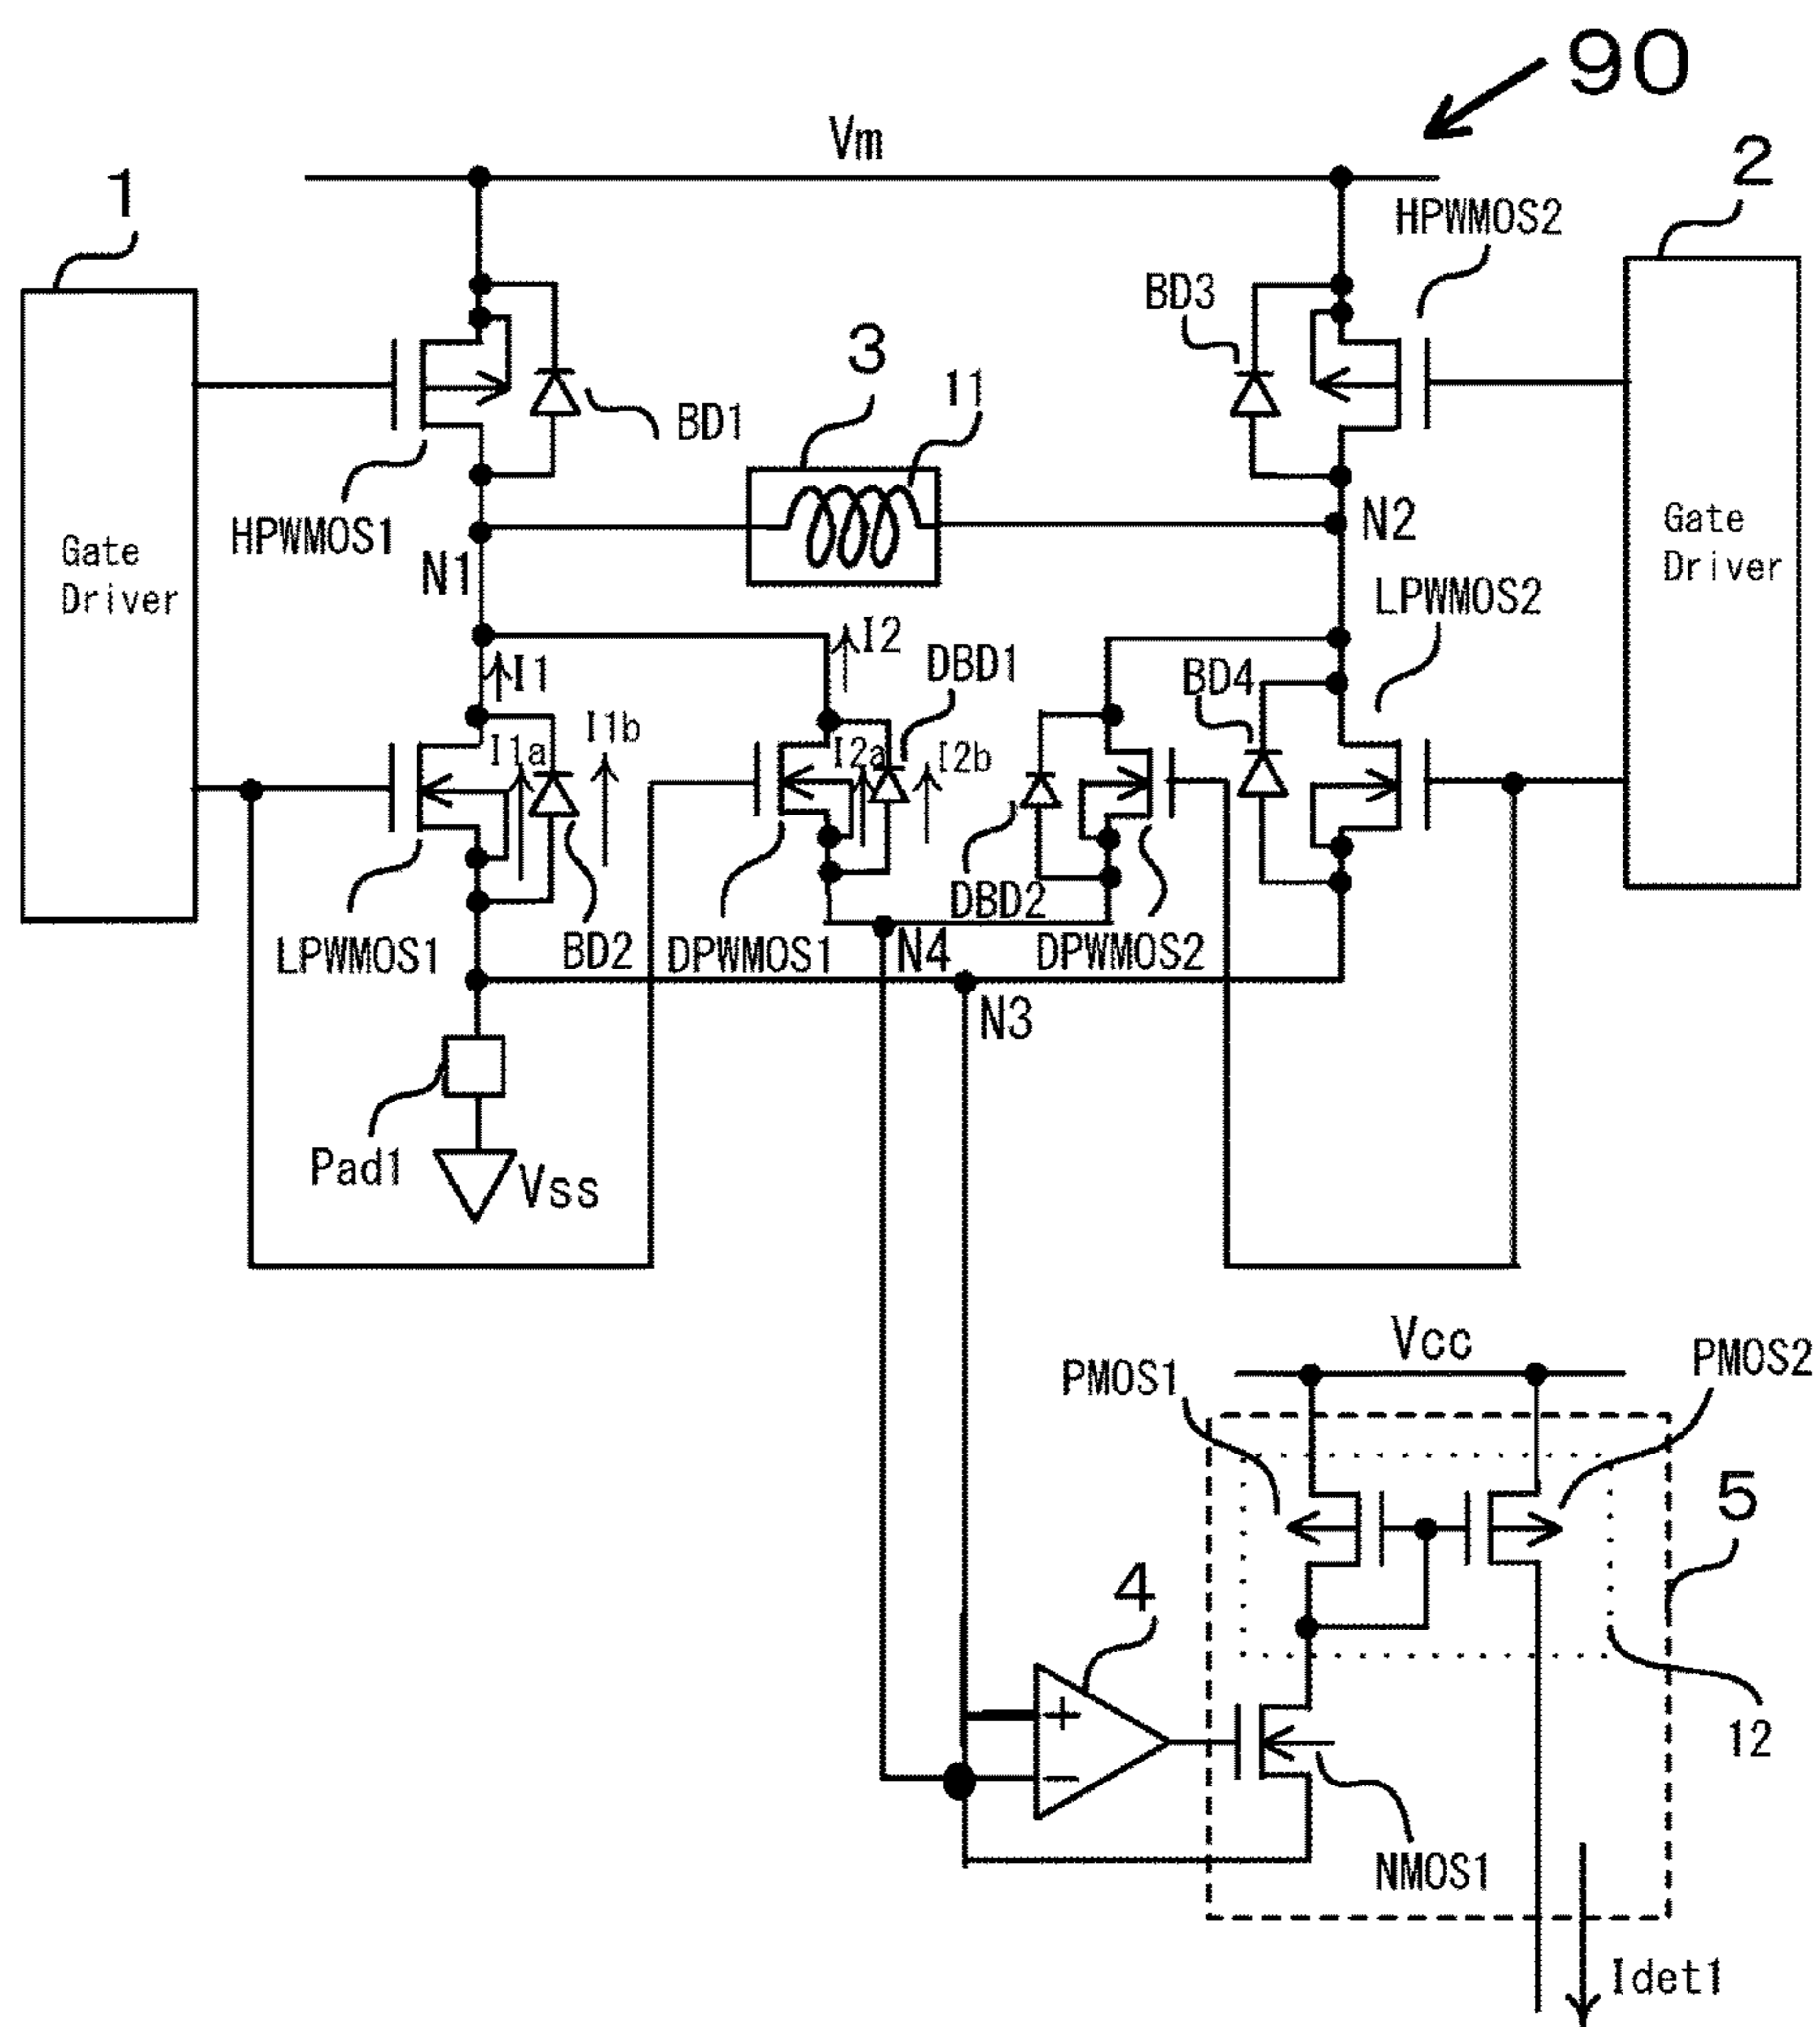 90
Vm
1
2
HPWMOS2
BD3
3
11
BD1
HPWMOS1
N1
N2
Gate
Driver
Gate
Driver
LPWMOS2
I1
I2
DBD1
BD4
I1a
I1b
I2a
I2b
LPWMOS1
BD2
DPWMOS1
N4
DBD2
DPWMOS2
N3
Pad1
Vss
Vcc
PMOS1
PMOS2
5
4
+
−
12
NMOS1
Idet1